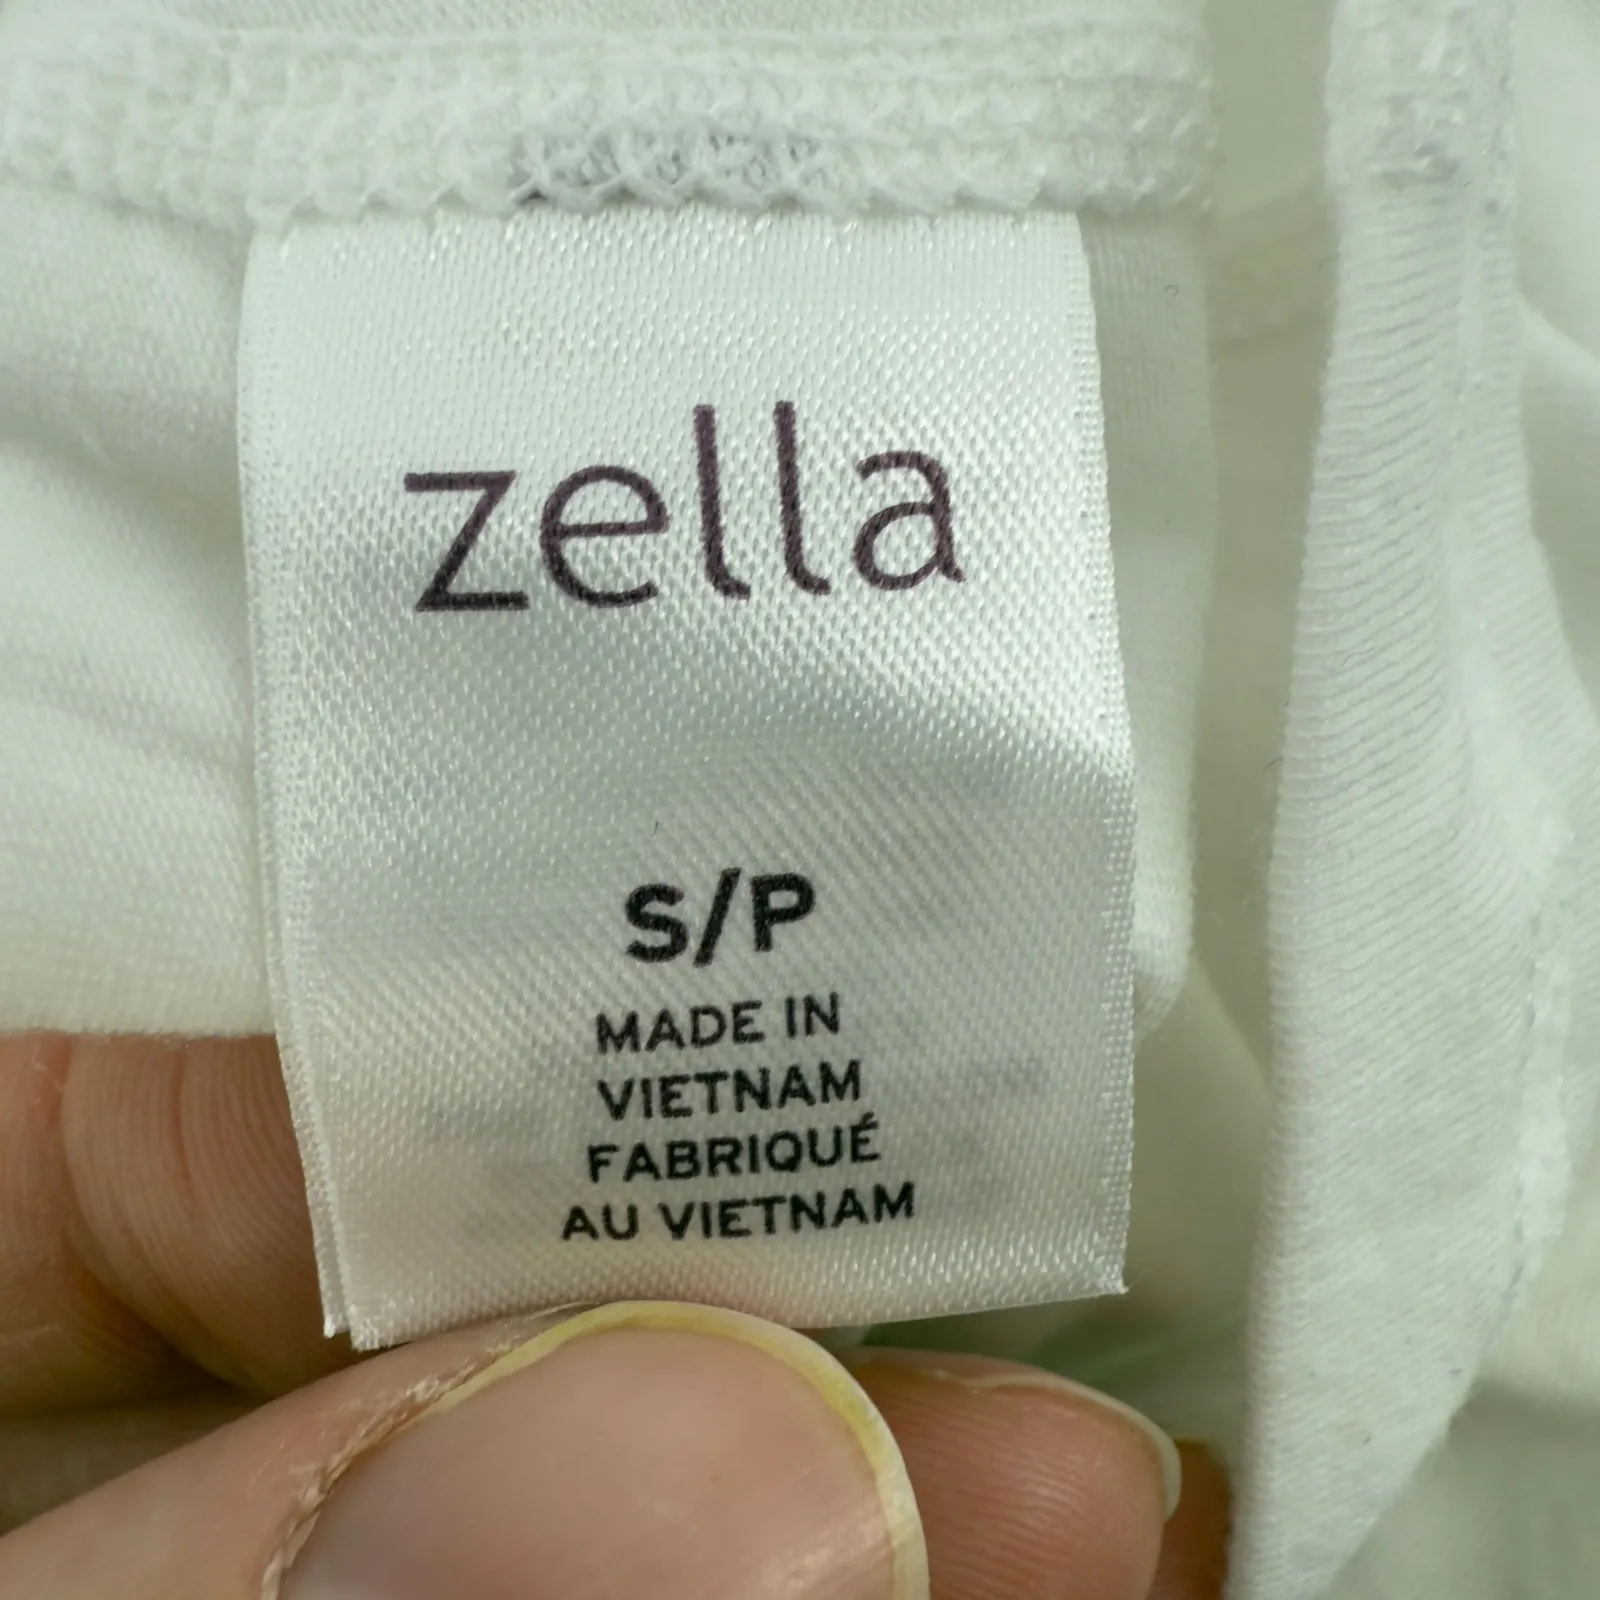 zella
S/P
MADE IN
VIETNAM
FABRIQUÉ
AU VIETNAM